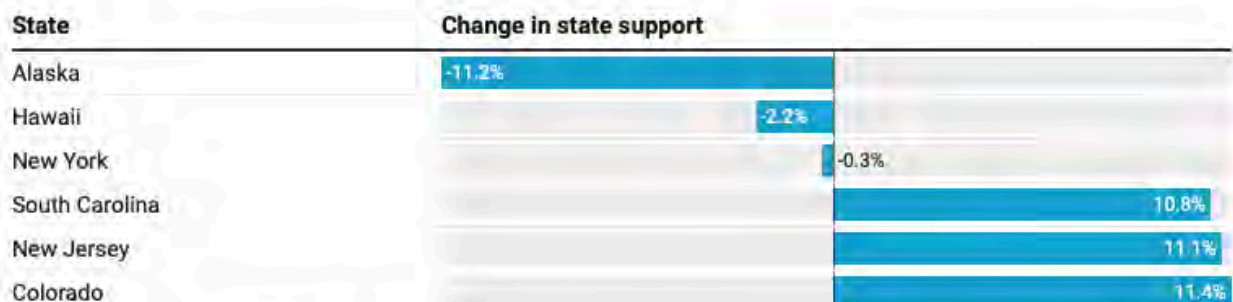 State Change in state support
Alaska -11.2%
Hawaii -2.2%
New York -0.3%
South Carolina 10.8%
New Jersey 11.1%
Colorado 11.4%